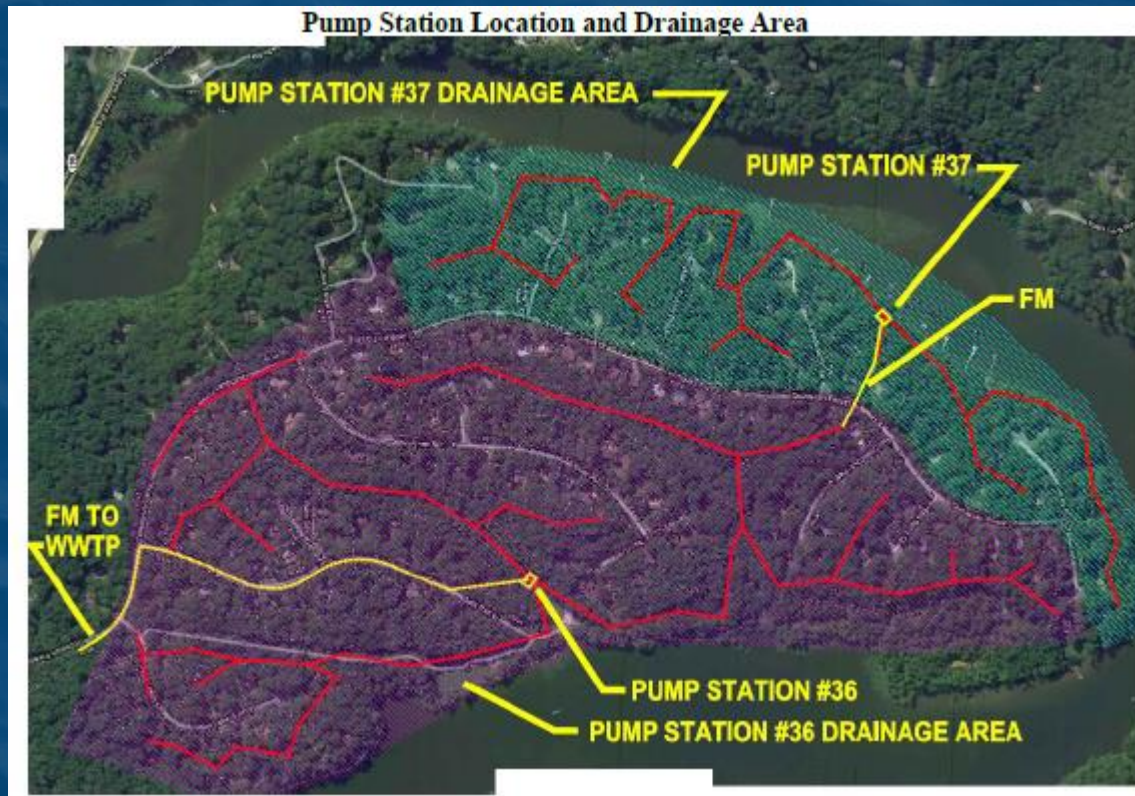 Pump Station Location and Drainage Area
PUMP STATION #37 DRAINAGE AREA
PUMP STATION #37
FM
FM TO
WWTP
PUMP STATION #36
PUMP STATION #36 DRAINAGE AREA